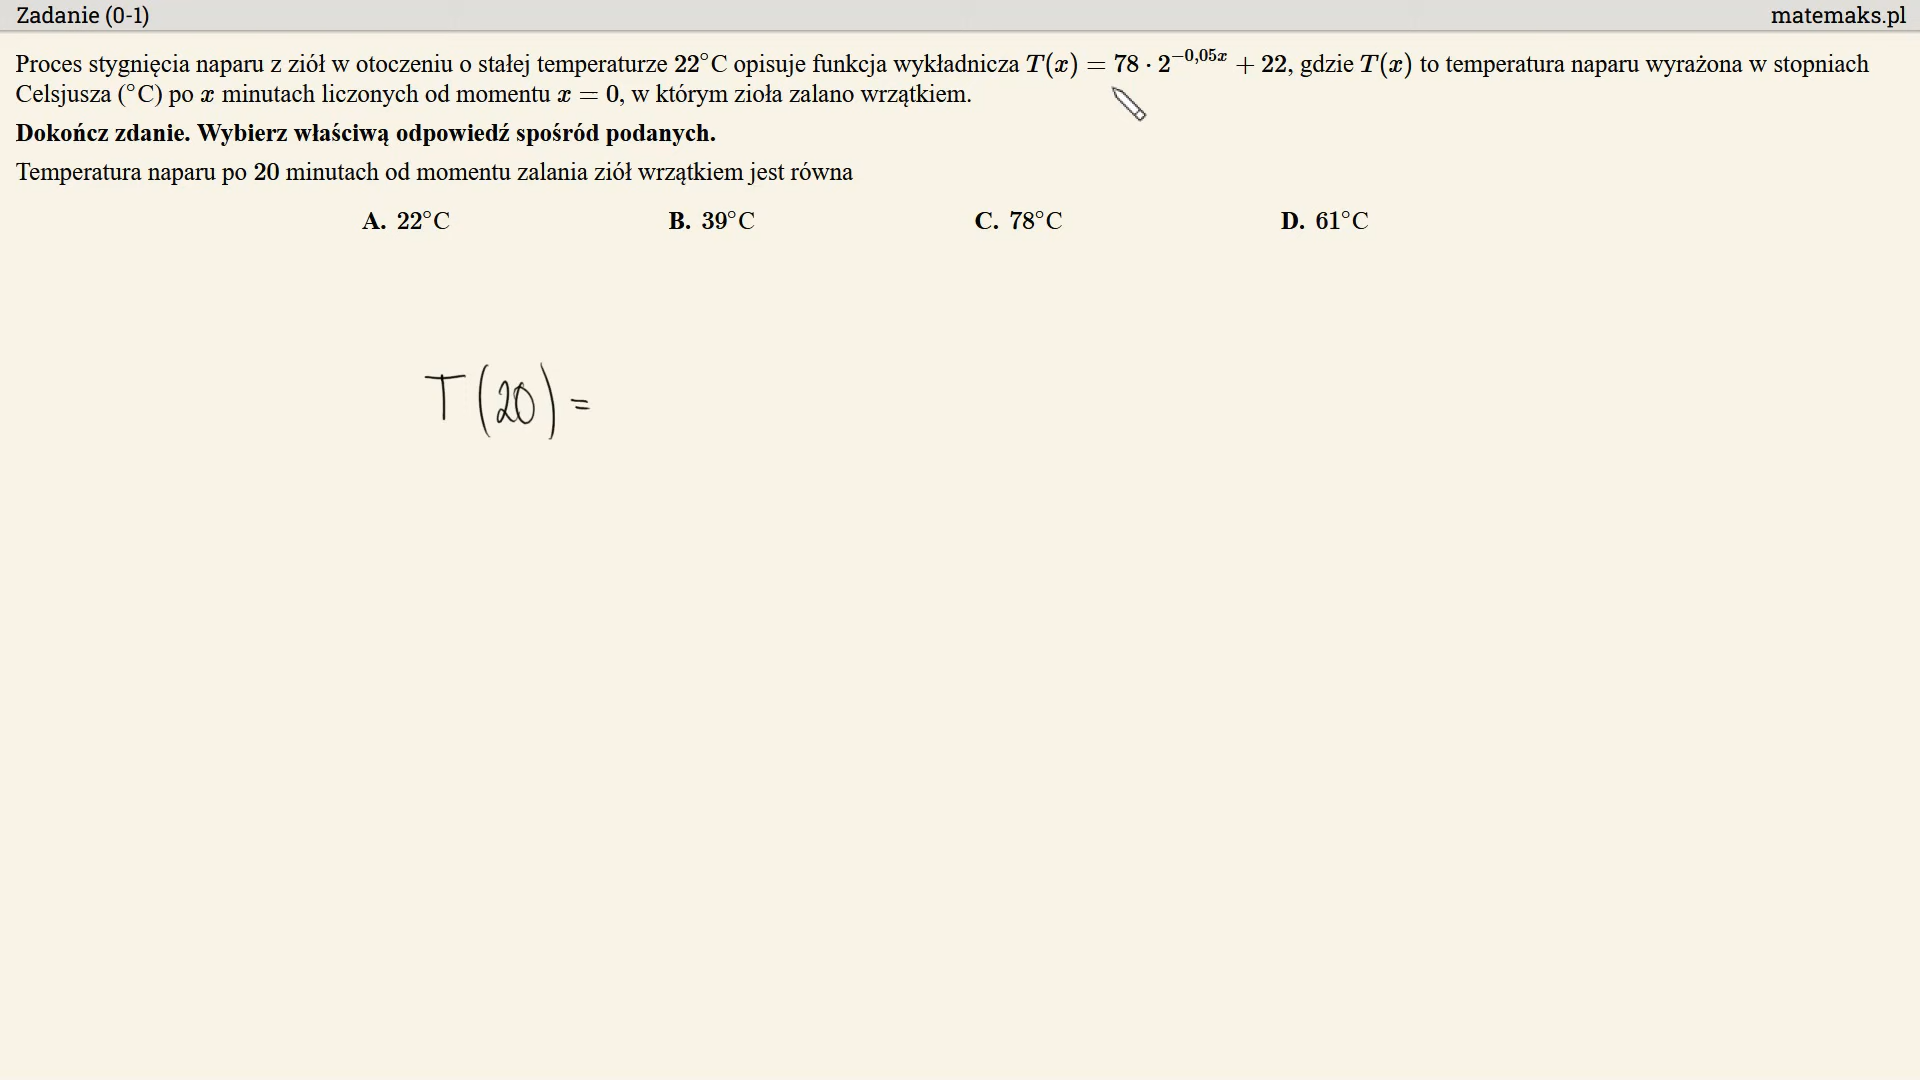 Zadanie (0-1) matemaks.pl
Proces stygnięcia naparu z ziół w otoczeniu o stałej temperaturze 22°C opisuje funkcja wykładnicza T(x) = 78 · 2^{-0,05x} + 22, gdzie T(x) to temperatura naparu wyrażona w stopniach
Celsjusza (°C) po x minutach liczonych od momentu x = 0, w którym zioła zalano wrzątkiem.
Dokończ zdanie. Wybierz właściwą odpowiedź spośród podanych.
Temperatura naparu po 20 minutach od momentu zalania ziół wrzątkiem jest równa
A. 22°C B. 39°C C. 78°C D. 61°C
T(20) =